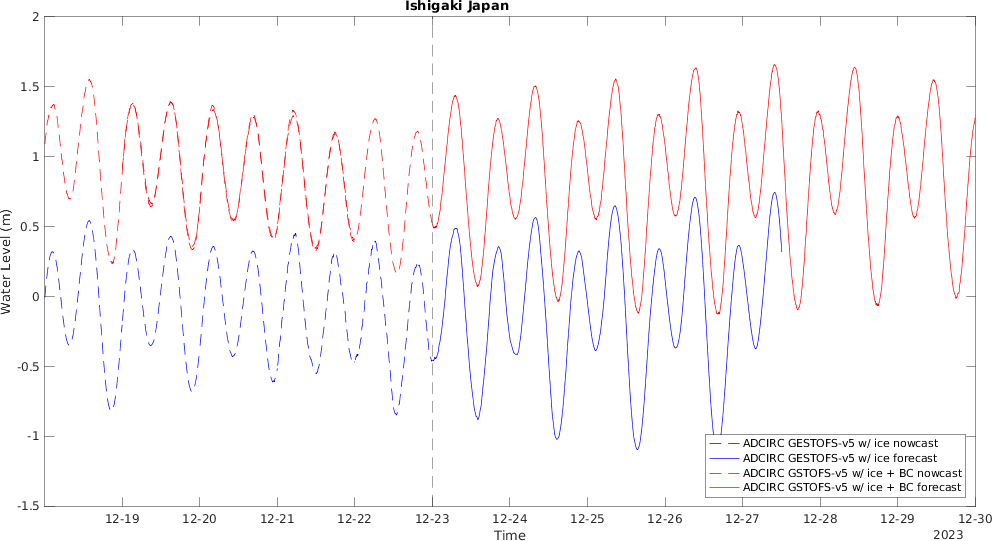 Ishigaki Japan
2
1.5
1
0.5
0
-0.5
-1
-1.5
Water Level (m)
12-19 12-20 12-21 12-22 12-23 12-24 12-25 12-26 12-27 12-28 12-29 12-30
Time
2023
ADCIRC GESTOFS-v5 w/ ice nowcast
ADCIRC GESTOFS-v5 w/ ice forecast
ADCIRC GSTOFS-v5 w/ ice + BC nowcast
ADCIRC GSTOFS-v5 w/ ice + BC forecast